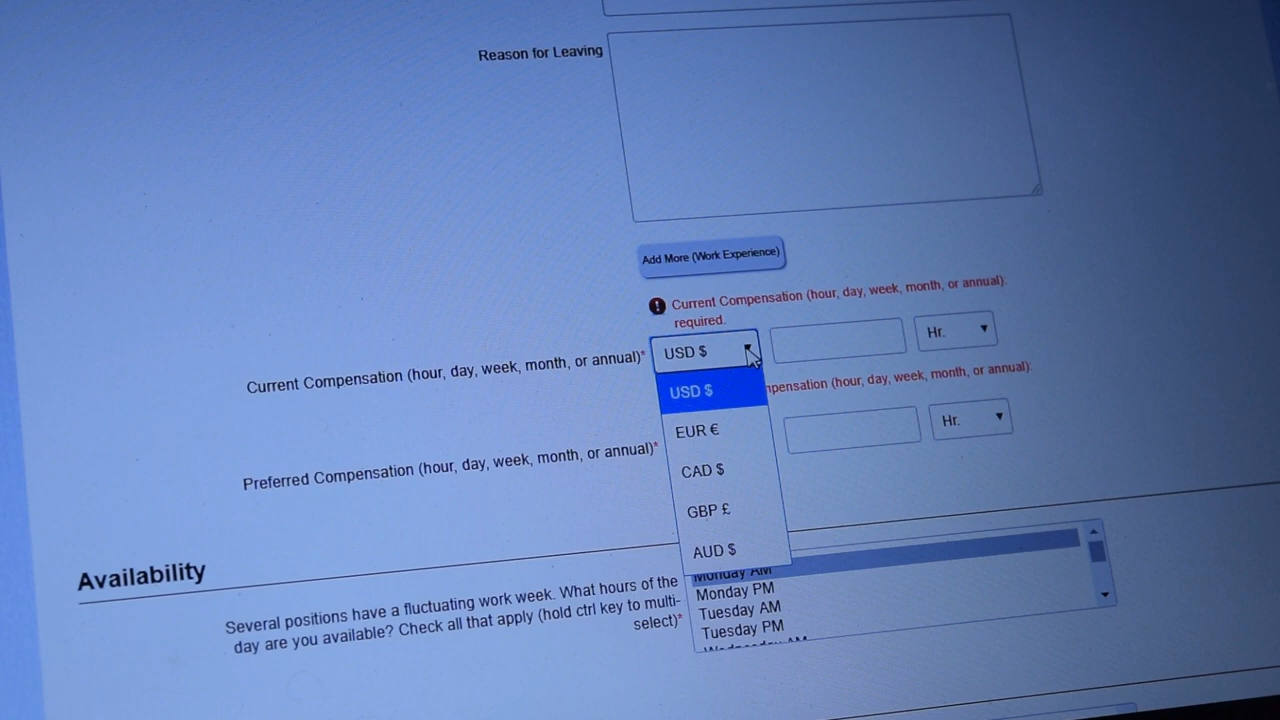 Reason for Leaving
Add More (Work Experience)
Current Compensation (hour, day, week, month, or annual):
required.
Current Compensation (hour, day, week, month, or annual)*
USD $
Hr.
USD $
EUR €
CAD $
GBP £
AUD $
(hour, day, week, month, or annual):
Preferred Compensation (hour, day, week, month, or annual)*
Hr.
Availability
Several positions have a fluctuating work week. What hours of the
day are you available? Check all that apply (hold ctrl key to multi-
select)*
Monday AM
Monday PM
Tuesday AM
Tuesday PM